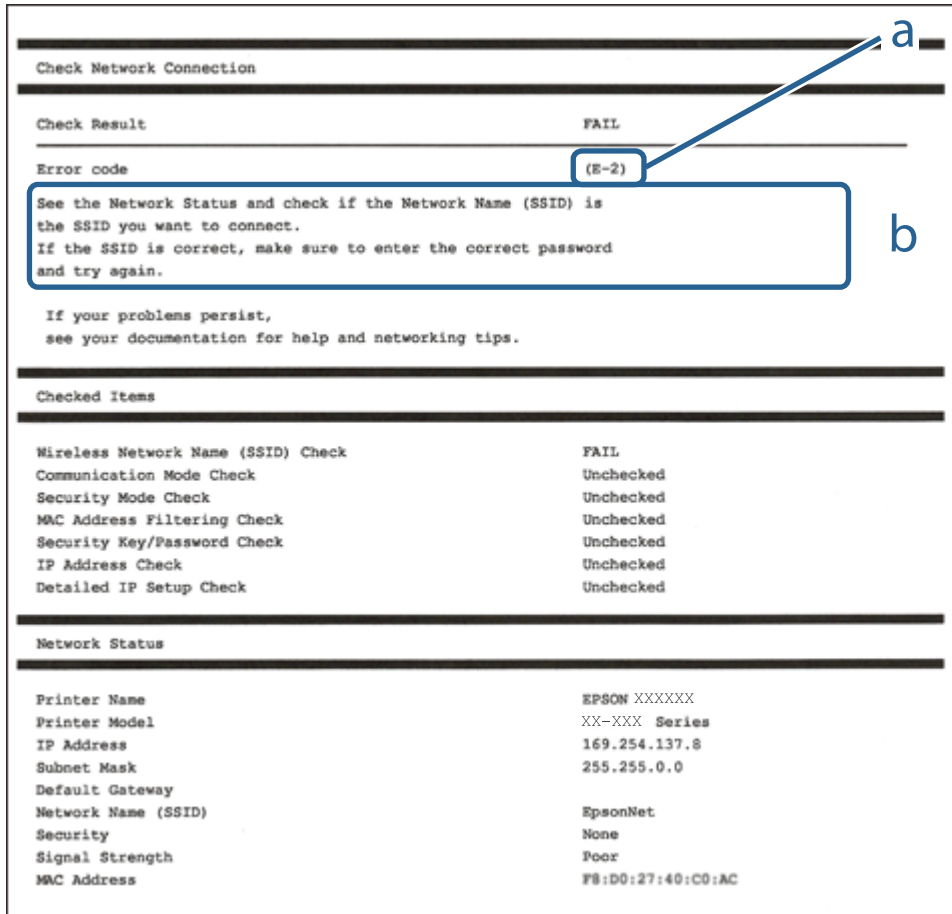 a
Check Network Connection
Check Result FAIL
Error code (E-2)
See the Network Status and check if the Network Name (SSID) is
the SSID you want to connect.
If the SSID is correct, make sure to enter the correct password
and try again.
b
If your problems persist,
see your documentation for help and networking tips.
Checked Items
Wireless Network Name (SSID) Check FAIL
Communication Mode Check Unchecked
Security Mode Check Unchecked
MAC Address Filtering Check Unchecked
Security Key/Password Check Unchecked
IP Address Check Unchecked
Detailed IP Setup Check Unchecked
Network Status
Printer Name EPSON XXXXXX
Printer Model XX-XXX Series
IP Address 169.254.137.8
Subnet Mask 255.255.0.0
Default Gateway
Network Name (SSID) EpsonNet
Security None
Signal Strength Poor
MAC Address F8:D0:27:40:C0:AC